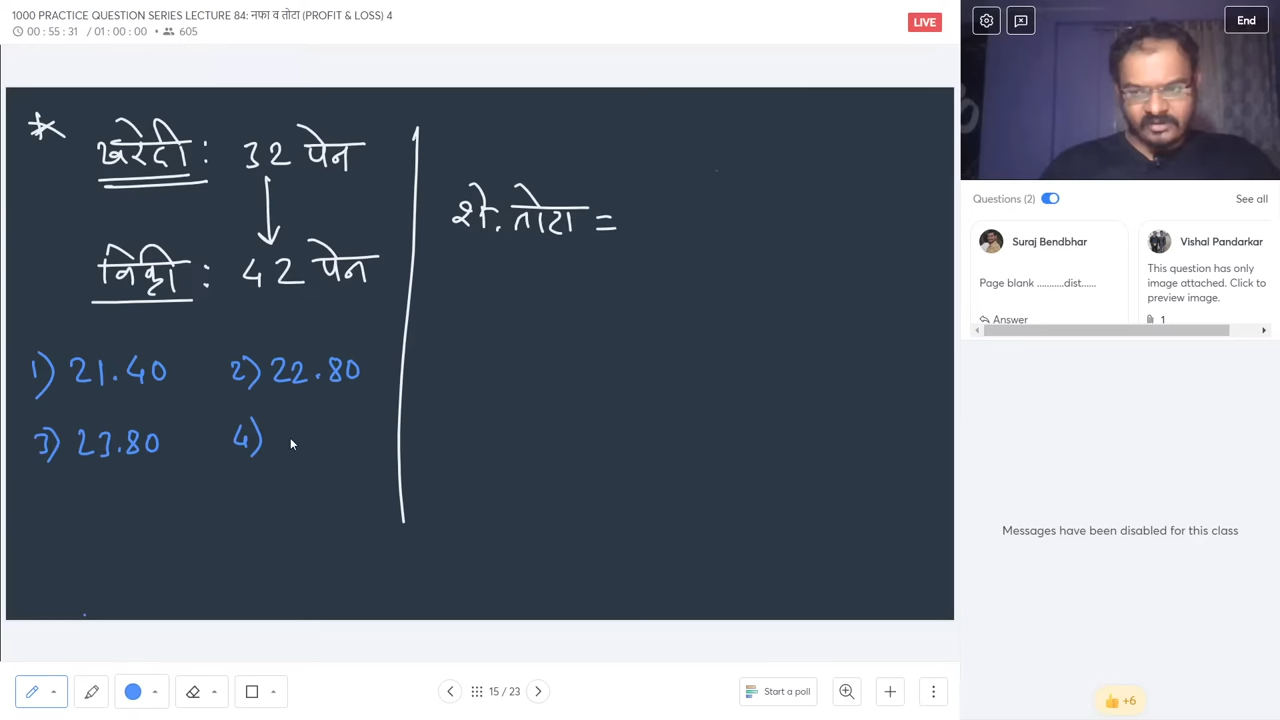 1000 PRACTICE QUESTION SERIES LECTURE 84: नफा व तोटा (PROFIT & LOSS) 4
00 : 55 : 31 / 01 : 00 : 00 • 605
LIVE
End
खरेदी : 32 पेन
विक्री : 42 पेन
1) 21.40 2) 22.80
3) 23.80 4)
शे. तोटा =
Questions (2)
See all
Suraj Bendbhar
Page blank ...........dist......
Answer
Vishal Pandarkar
This question has only
image attached. Click to
preview image.
1
Messages have been disabled for this class
15 / 23
Start a poll
+6